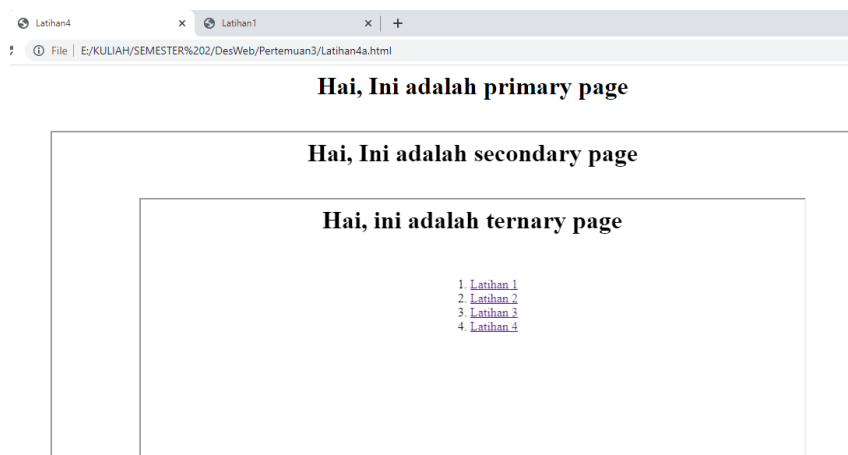 Latihan4
Latihan1
File E:/KULIAH/SEMESTER%202/DesWeb/Pertemuan3/Latihan4a.html
Hai, Ini adalah primary page
Hai, Ini adalah secondary page
Hai, ini adalah ternary page
1. Latihan 1
2. Latihan 2
3. Latihan 3
4. Latihan 4